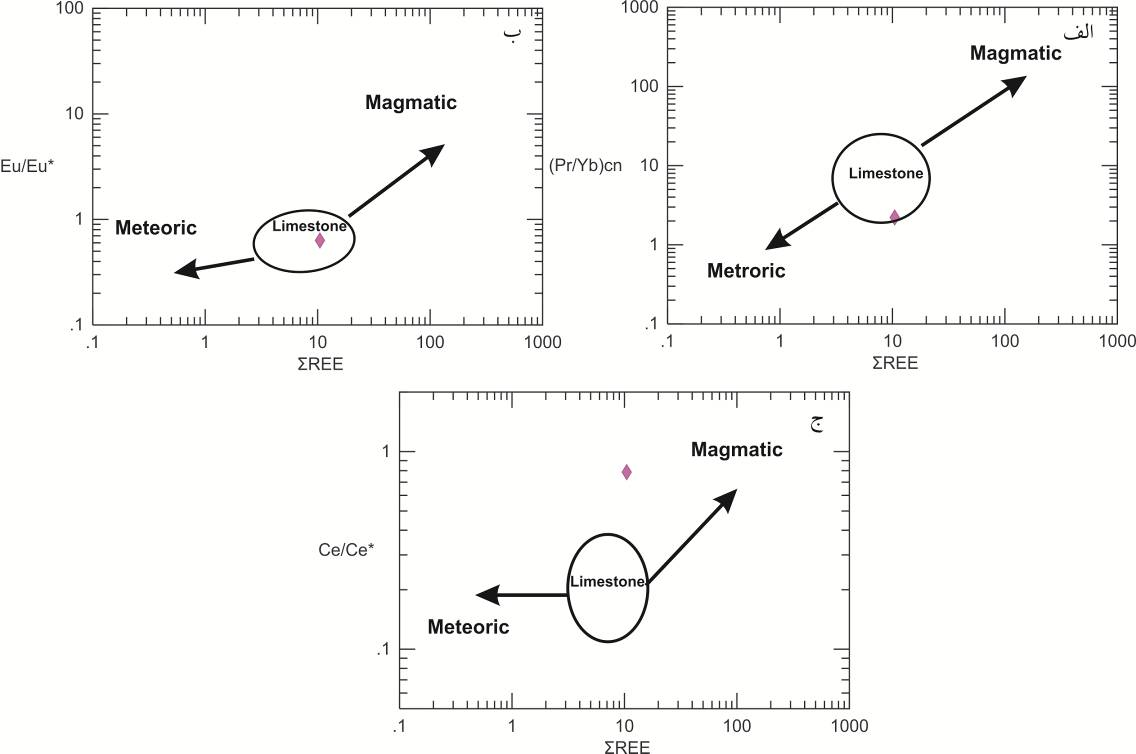 100
10
1
.1
Eu/Eu*
ب
Magmatic
Limestone
Meteoric
.1
1
10
100
1000
ΣREE
1000
100
10
1
.1
(Pr/Yb)cn
الف
Magmatic
Limestone
Metroric
.1
1
10
100
1000
ΣREE
1
.1
Ce/Ce*
ج
Magmatic
Limestone
Meteoric
.1
1
10
100
1000
ΣREE